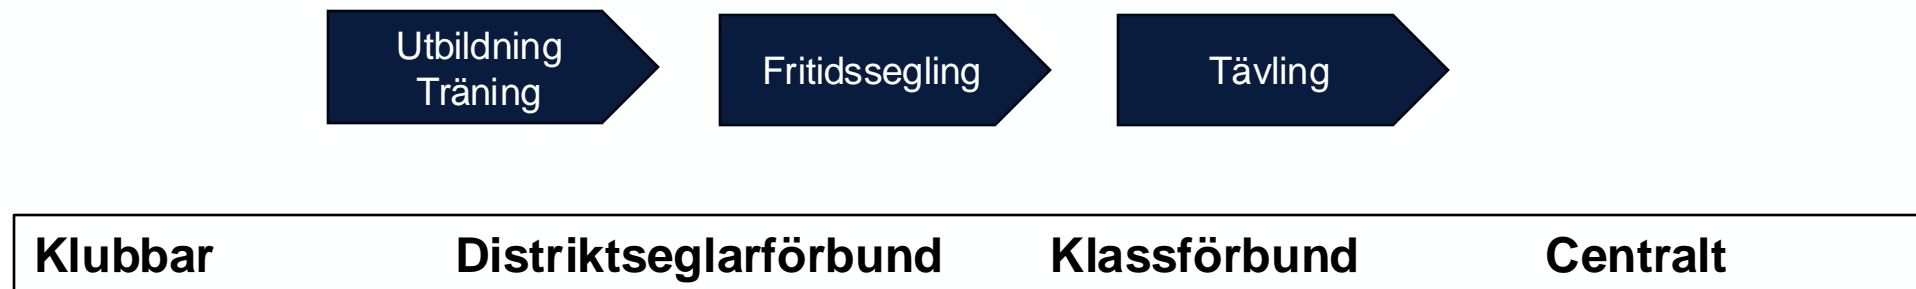 Utbildning
Träning
Fritidssegling
Tävling
Klubbar Distriktseglarförbund Klassförbund Centralt